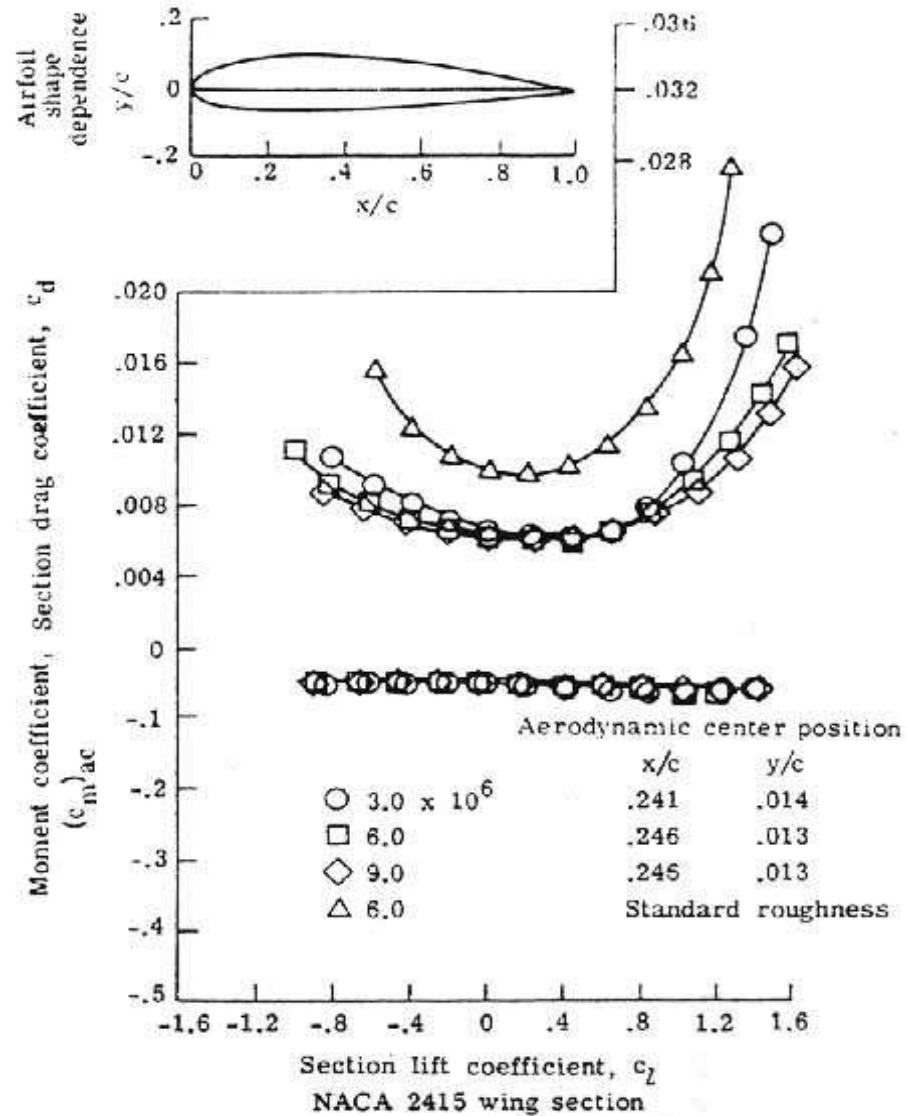 Airfoil
shape
dependence
y/c
.2
0
-.2
0 .2 .4 .6 .8 1.0
x/c
.036
.032
.028
Moment coefficient, Section drag coefficient, c_d
(c_m)ac
.020
.016
.012
.008
.004
0
-.1
-.2
-.3
-.4
-.5
Aerodynamic center position
x/c y/c
3.0 x 10^6 .241 .014
6.0 .246 .013
9.0 .246 .013
6.0 Standard roughness
-1.6 -1.2 -.8 -.4 0 .4 .8 1.2 1.6
Section lift coefficient, c_l
NACA 2415 wing section